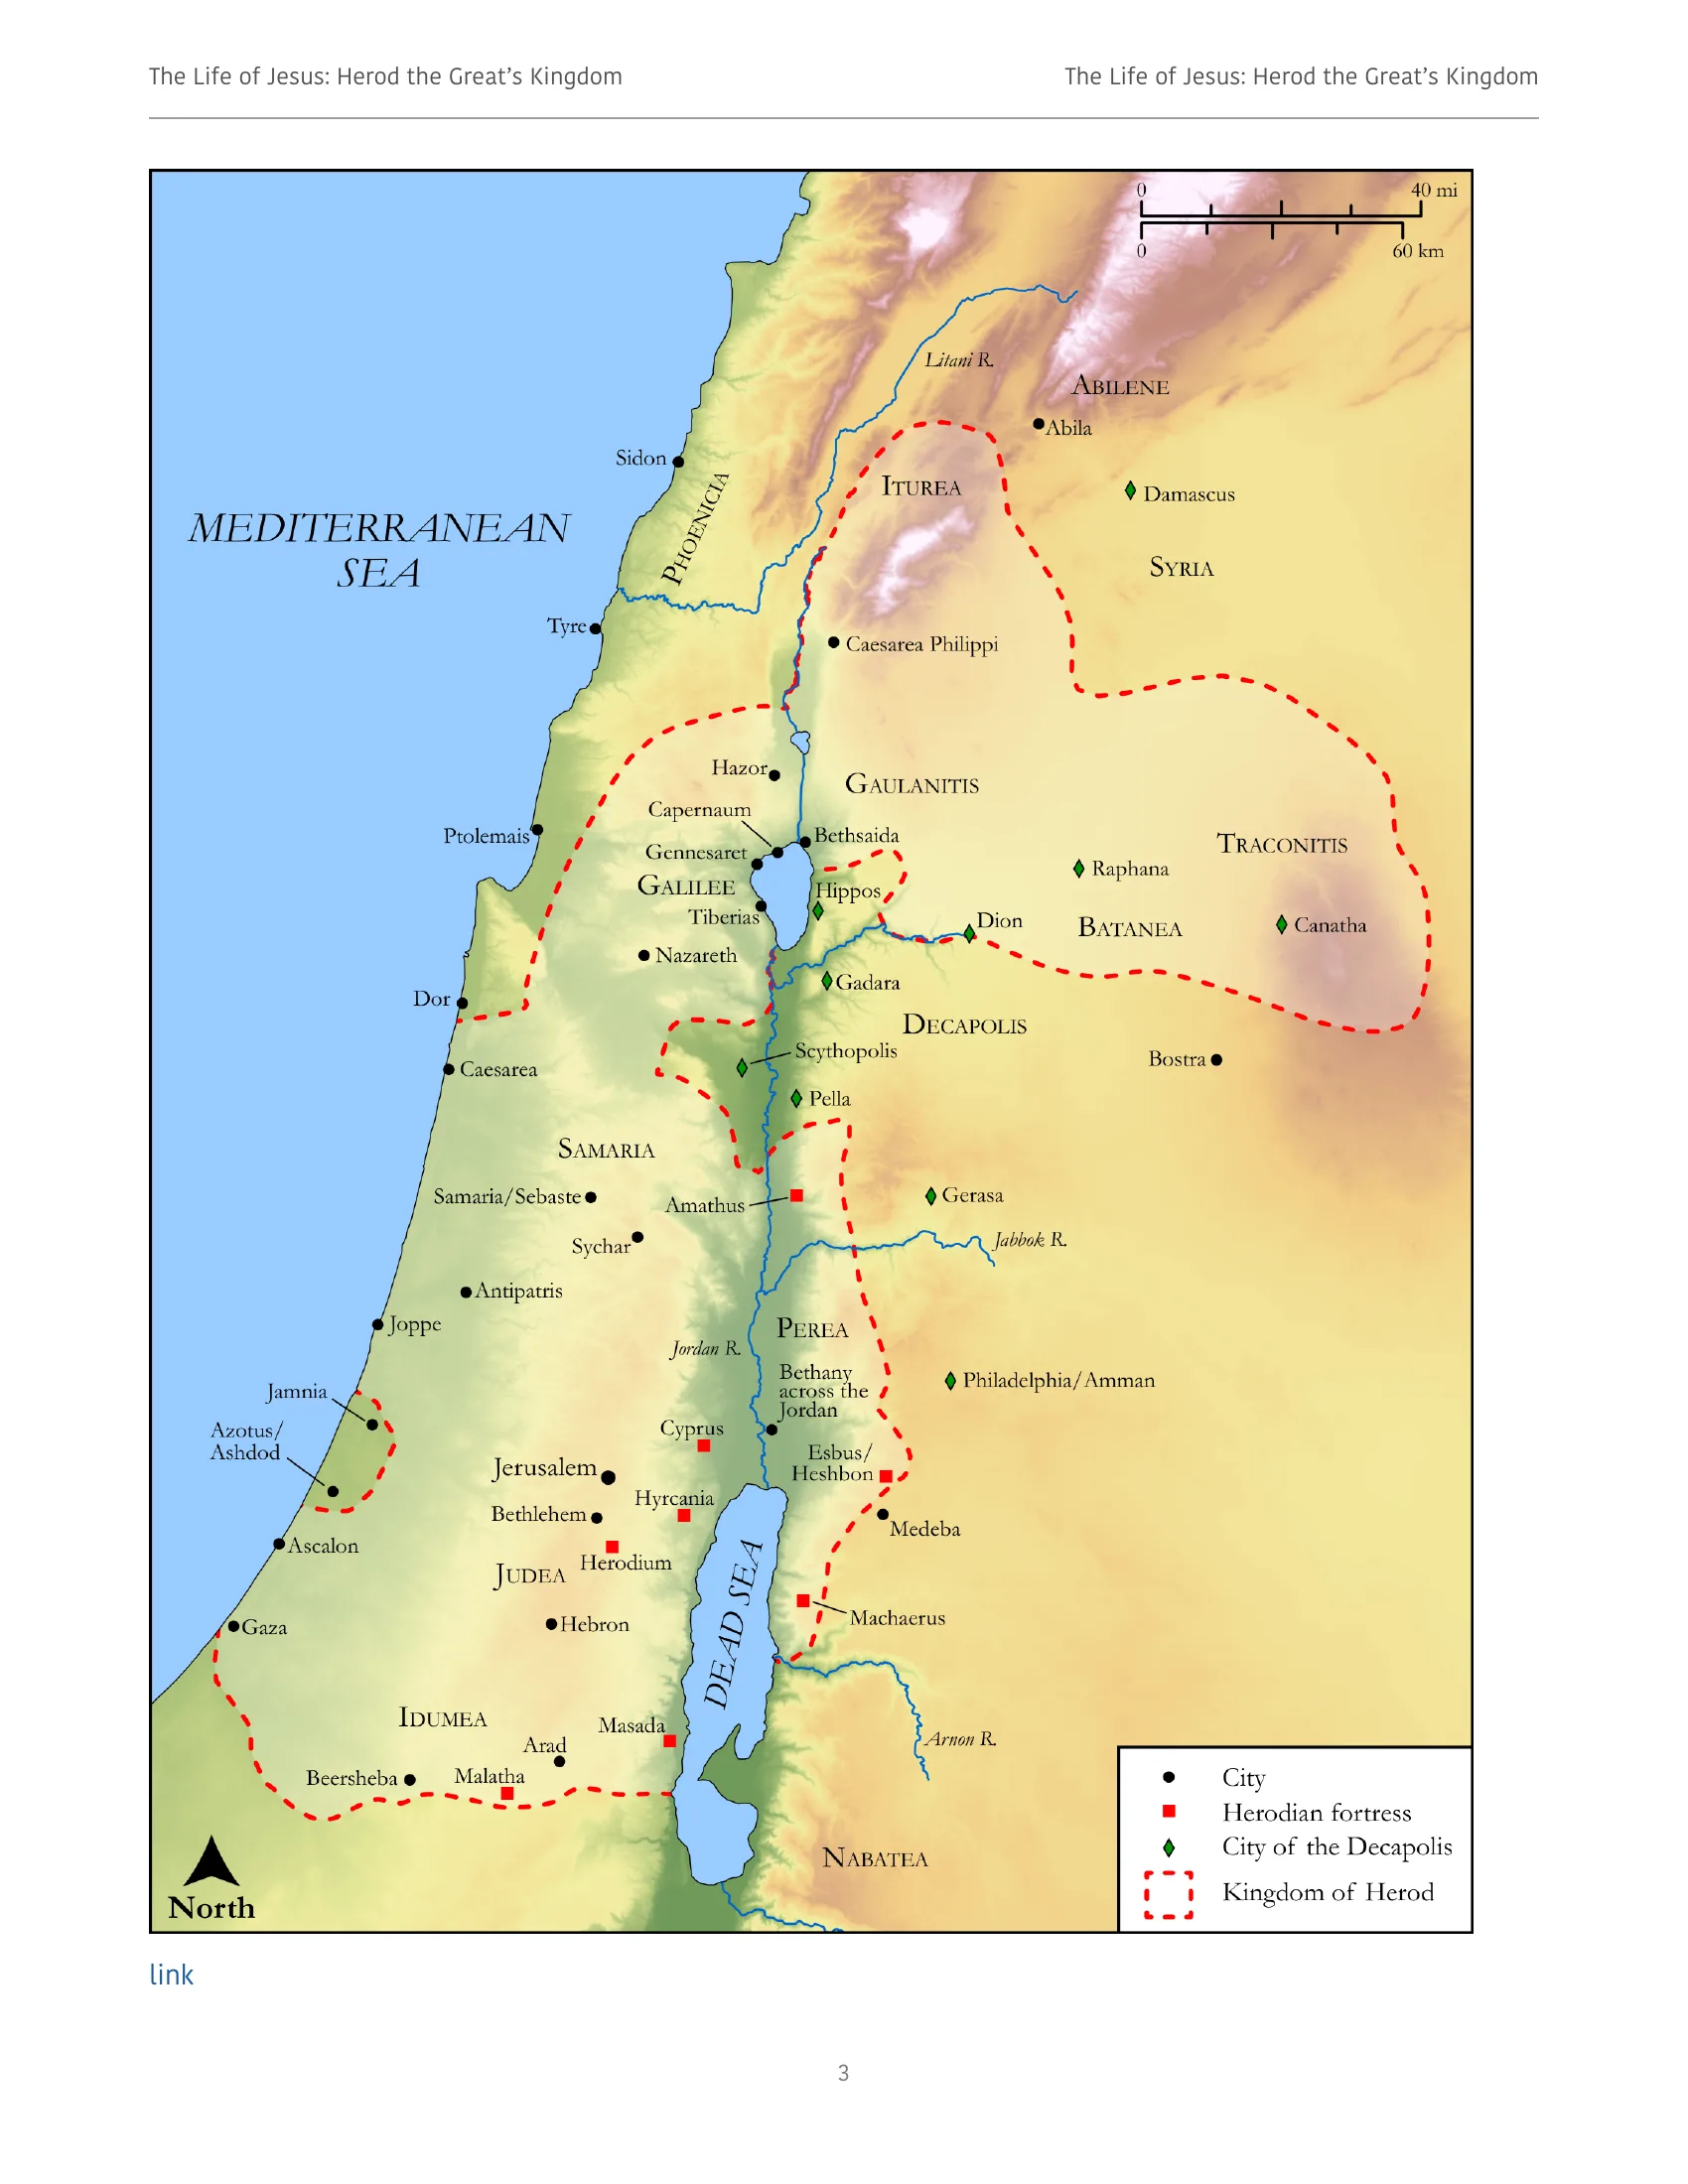 The Life of Jesus: Herod the Great’s Kingdom
The Life of Jesus: Herod the Great’s Kingdom
0
40 mi
0
60 km
Litani R.
ABILENE
Abila
Sidon
ITUREA
Damascus
PHOENICIA
MEDITERRANEAN
SEA
SYRIA
Tyre
Caesarea Philippi
Hazor
GAULANITIS
Capernaum
Ptolemais
Bethsaida
TRACONITIS
Gennesaret
Raphana
GALILEE
Hippos
Tiberias
Dion
BATANEA
Canatha
Nazareth
Gadara
Dor
DECAPOLIS
Scythopolis
Bostra
Caesarea
Pella
SAMARIA
Samaria/Sebaste
Amathus
Gerasa
Sychar
Jabbok R.
Antipatris
Joppe
PEREA
Jordan R.
Bethany
across the
Jordan
Philadelphia/Amman
Jamnia
Azotus/
Ashdod
Cyprus
Esbus/
Heshbon
Jerusalem
Hyrcania
Bethlehem
Medeba
Ascalon
Herodium
JUDEA
DEAD SEA
Machaerus
Gaza
Hebron
IDUMEA
Masada
Arnon R.
Arad
Beersheba
Malatha
NABATEA
North
City
Herodian fortress
City of the Decapolis
Kingdom of Herod
link
3